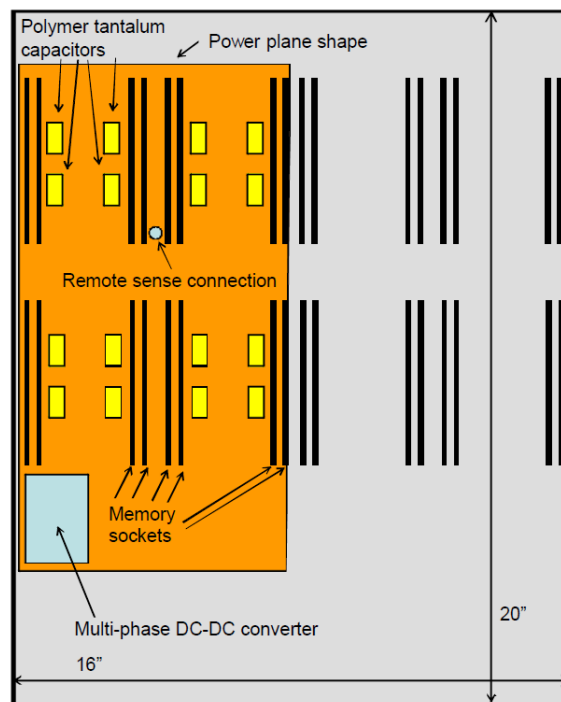 Polymer tantalum
capacitors
Power plane shape
Remote sense connection
Memory
sockets
Multi-phase DC-DC converter
20”
16”